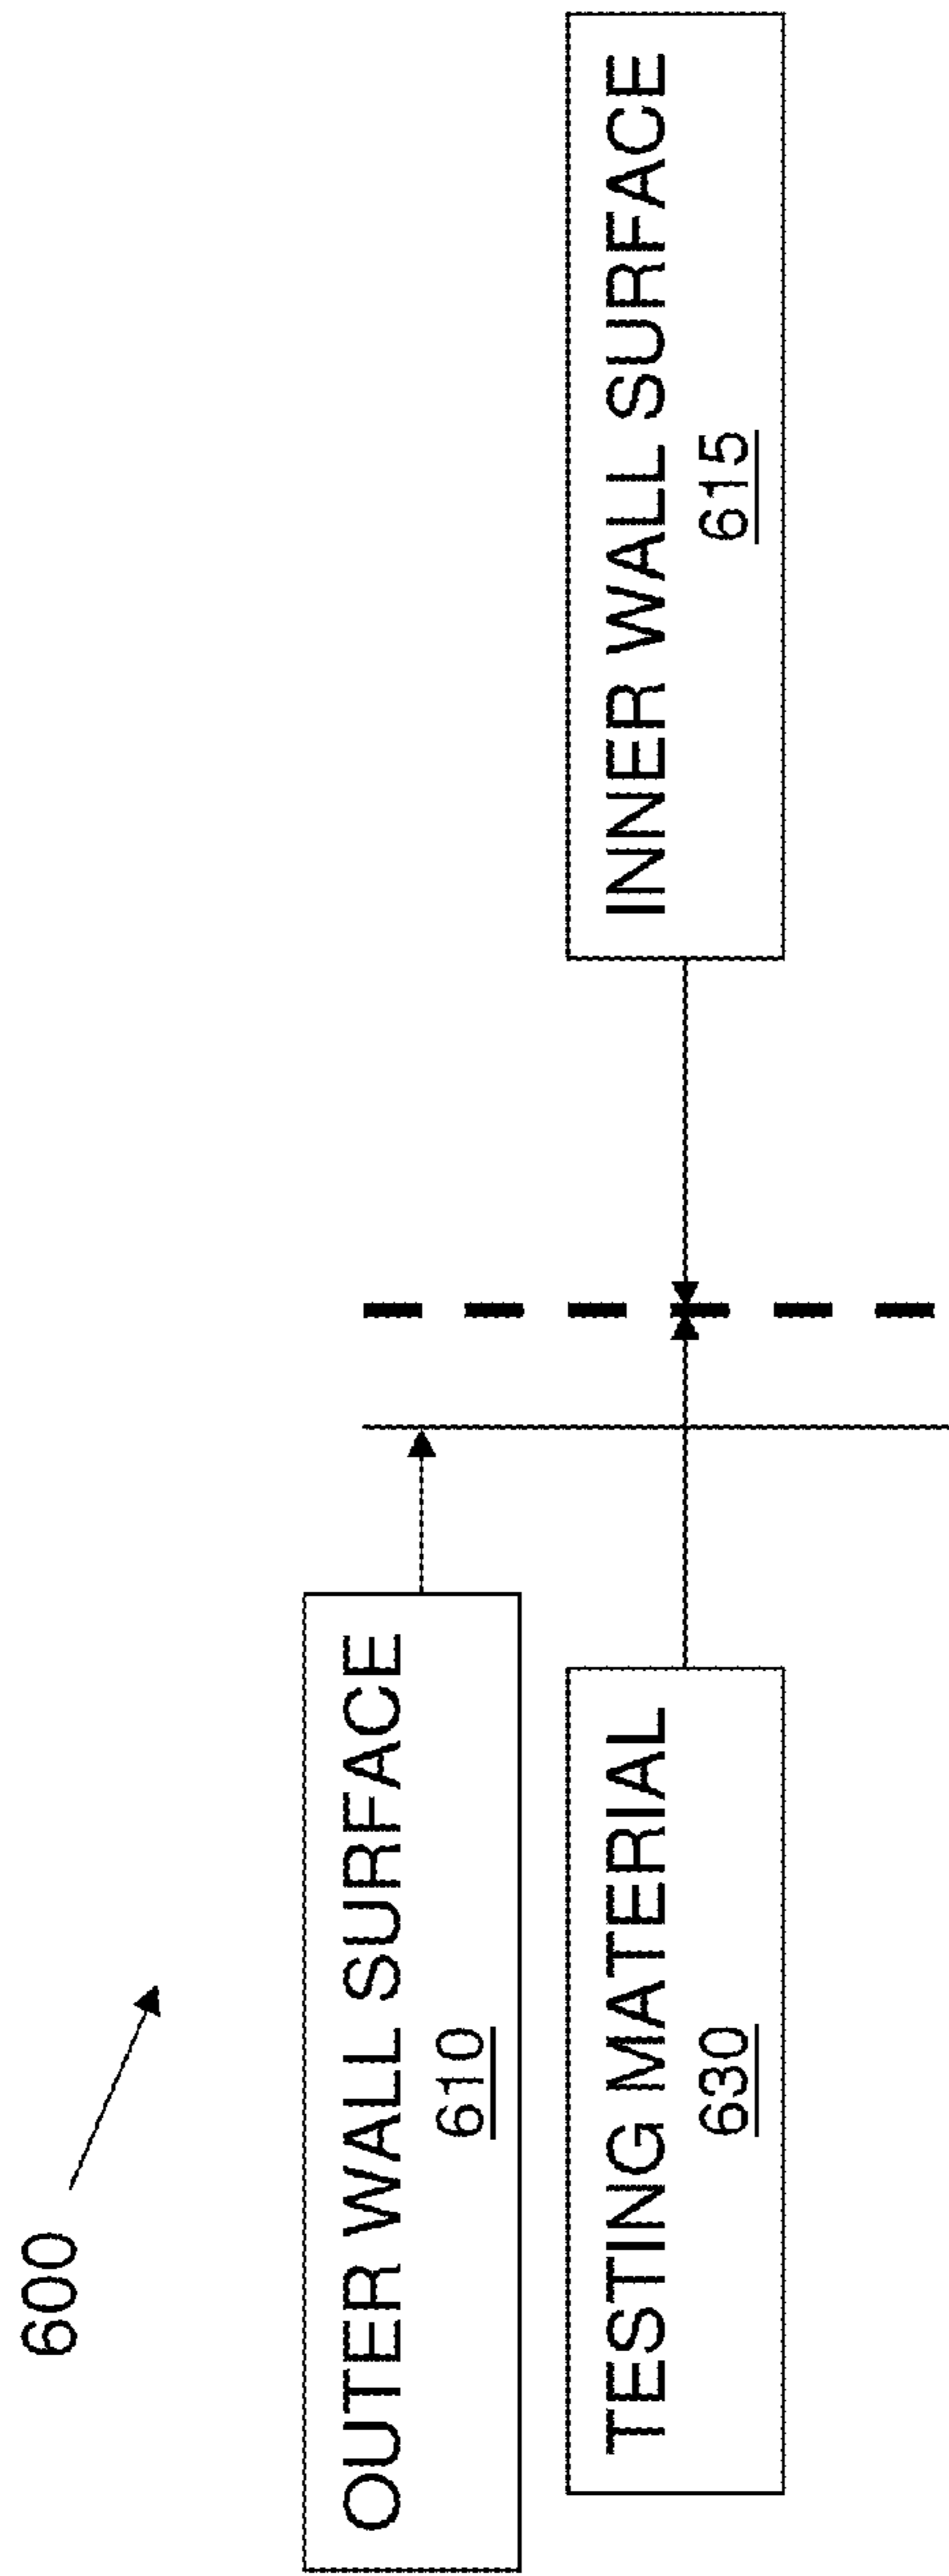 600
OUTER WALL SURFACE
610
TESTING MATERIAL
630
INNER WALL SURFACE
615